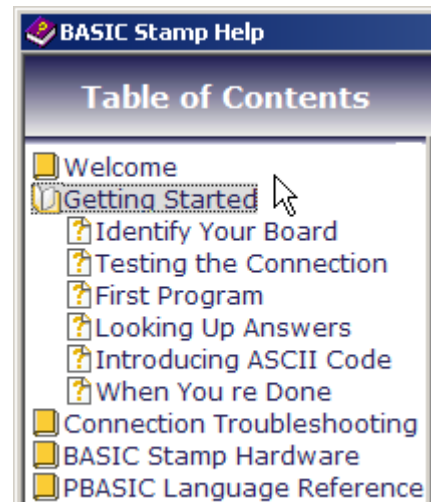 BASIC Stamp Help
Table of Contents
Welcome
Getting Started
Identify Your Board
Testing the Connection
First Program
Looking Up Answers
Introducing ASCII Code
When You re Done
Connection Troubleshooting
BASIC Stamp Hardware
PBASIC Language Reference